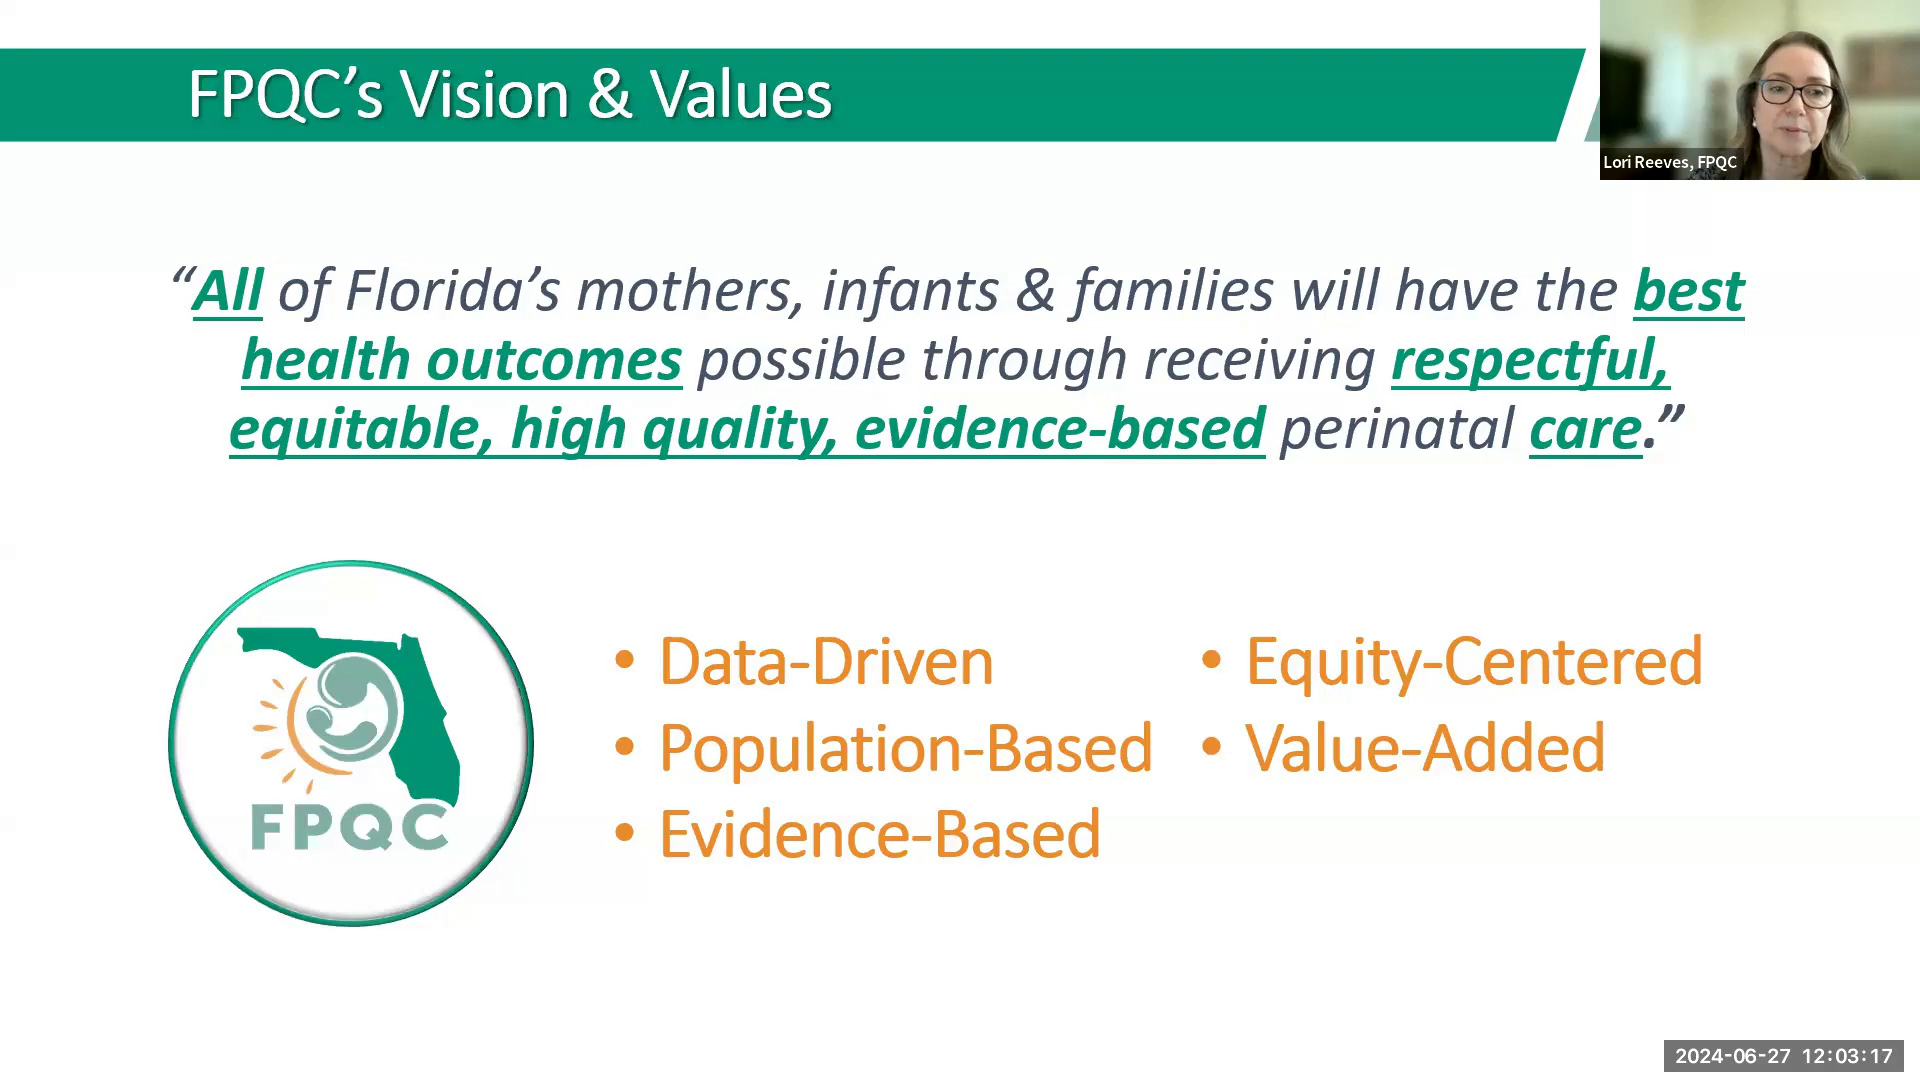 FPQC’s Vision & Values
Lori Reeves, FPQC
“All of Florida’s mothers, infants & families will have the best
health outcomes possible through receiving respectful,
equitable, high quality, evidence-based perinatal care.”
FPQC
• Data-Driven
• Population-Based
• Evidence-Based
• Equity-Centered
• Value-Added
2024-06-27 12:03:17